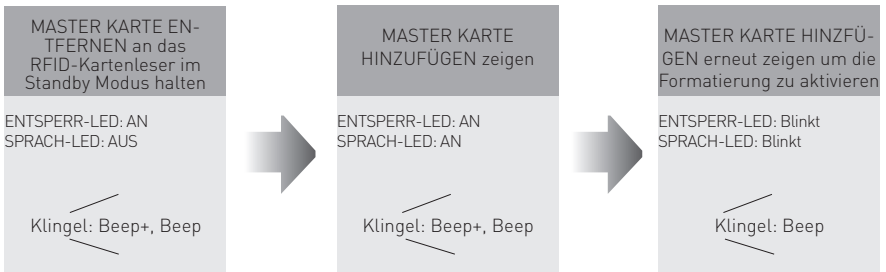 MASTER KARTE EN-
TFERNEN an das
RFID-Kartenleser im
Standby Modus halten
ENTSPERR-LED: AN
SPRACH-LED: AUS
Klingel: Beep+, Beep
MASTER KARTE
HINZUFÜGEN zeigen
ENTSPERR-LED: AN
SPRACH-LED: AN
Klingel: Beep+, Beep
MASTER KARTE HINZFÜ-
GEN erneut zeigen um die
Formatierung zu aktivieren
ENTSPERR-LED: Blinkt
SPRACH-LED: Blinkt
Klingel: Beep